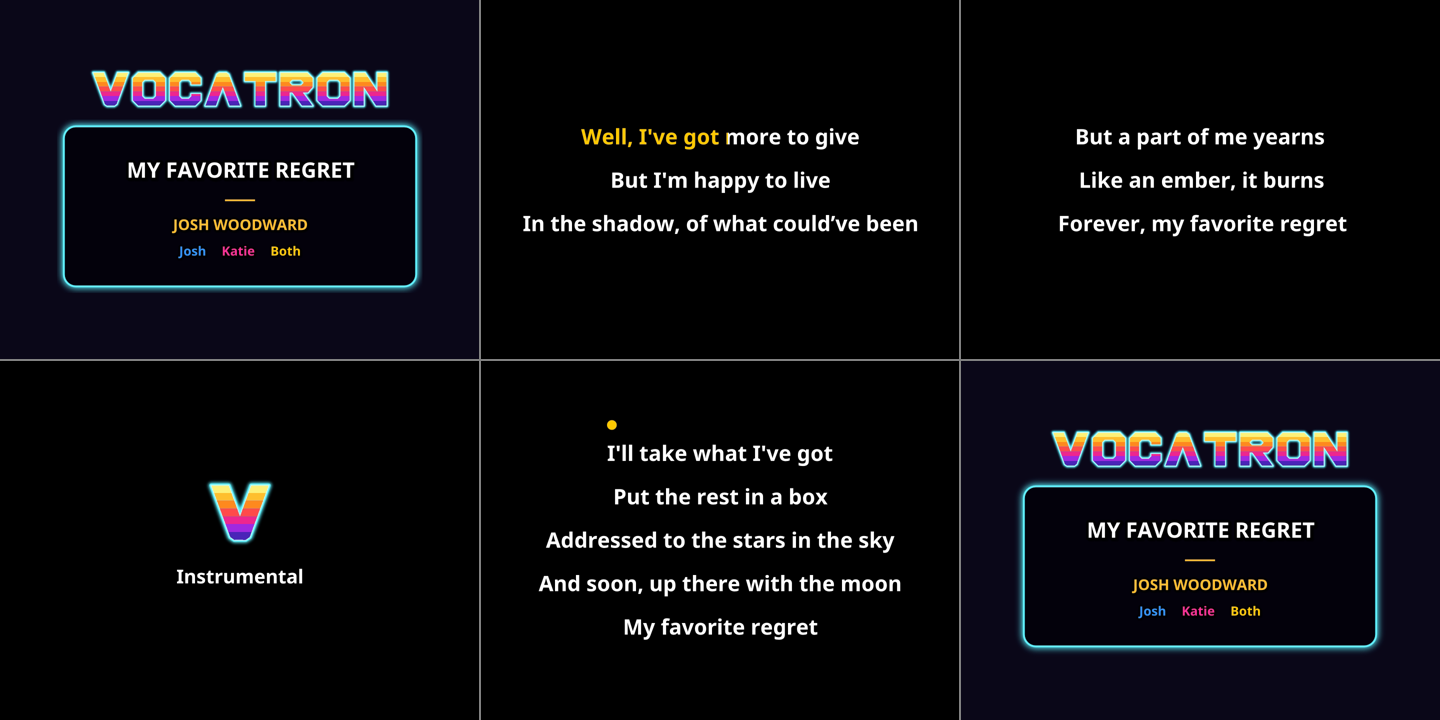 VOCATRON
MY FAVORITE REGRET
JOSH WOODWARD
Josh Katie Both
Well, I've got more to give
But I'm happy to live
In the shadow, of what could’ve been
But a part of me yearns
Like an ember, it burns
Forever, my favorite regret
V
Instrumental
I'll take what I've got
Put the rest in a box
Addressed to the stars in the sky
And soon, up there with the moon
My favorite regret
VOCATRON
MY FAVORITE REGRET
JOSH WOODWARD
Josh Katie Both